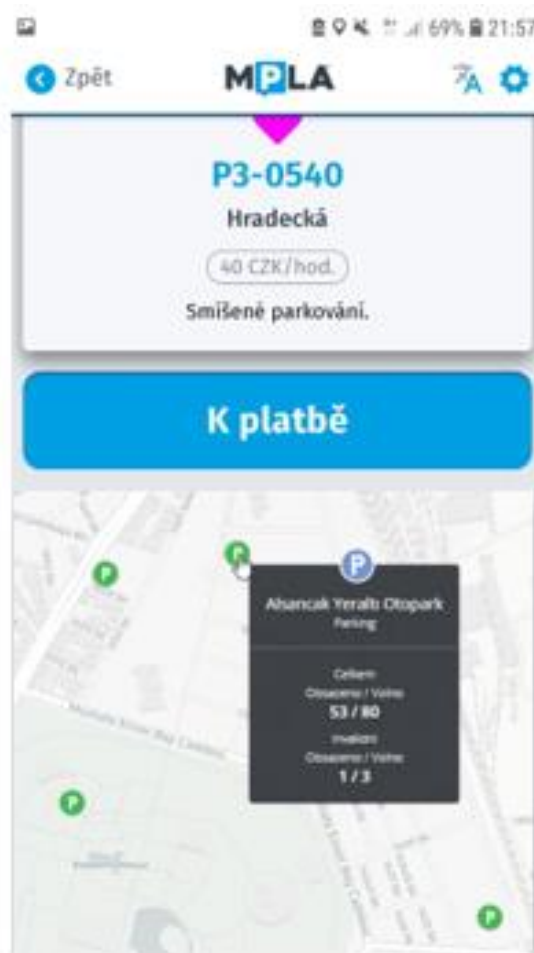 69% 21:57
Zpět
MPLA
P3-0540
Hradecká
40 CZK/hod.
Smíšené parkování.
K platbě
P
P
P
Alsancak Yeraltı Otopark
Parking
Celkem
Obsazeno / Volno
53 / 80
Invalidni
Obsazeno / Volno
1 / 3
P
P